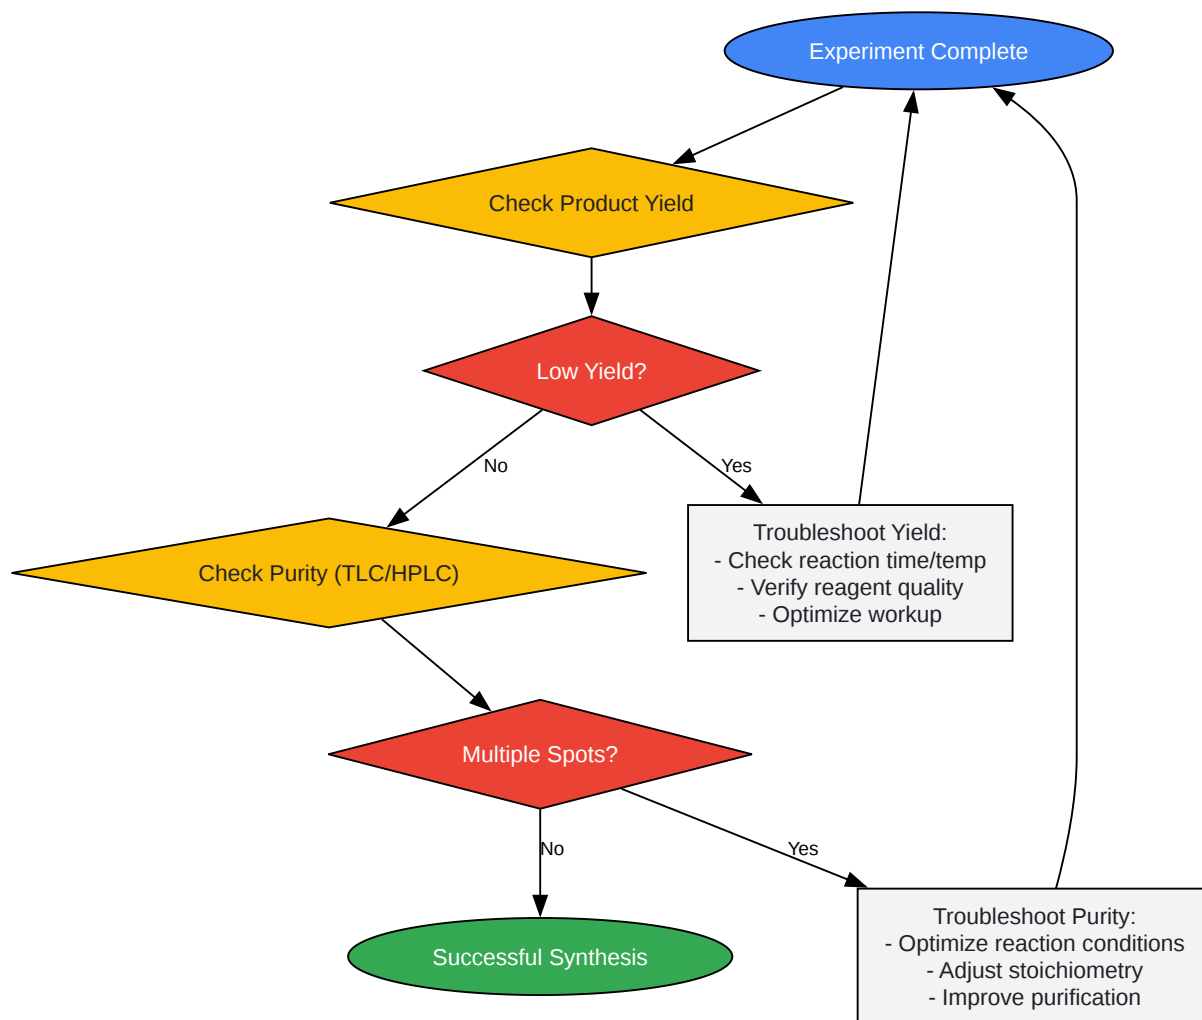 Experiment Complete
Check Product Yield
Low Yield?
No
Yes
Troubleshoot Yield:
- Check reaction time/temp
- Verify reagent quality
- Optimize workup
Check Purity (TLC/HPLC)
Multiple Spots?
No
Yes
Successful Synthesis
Troubleshoot Purity:
- Optimize reaction conditions
- Adjust stoichiometry
- Improve purification